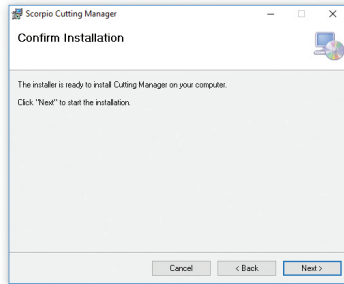 Scorpio Cutting Manager
Confirm Installation
The installer is ready to install Cutting Manager on your computer.
Click "Next" to start the installation.
Cancel
< Back
Next >